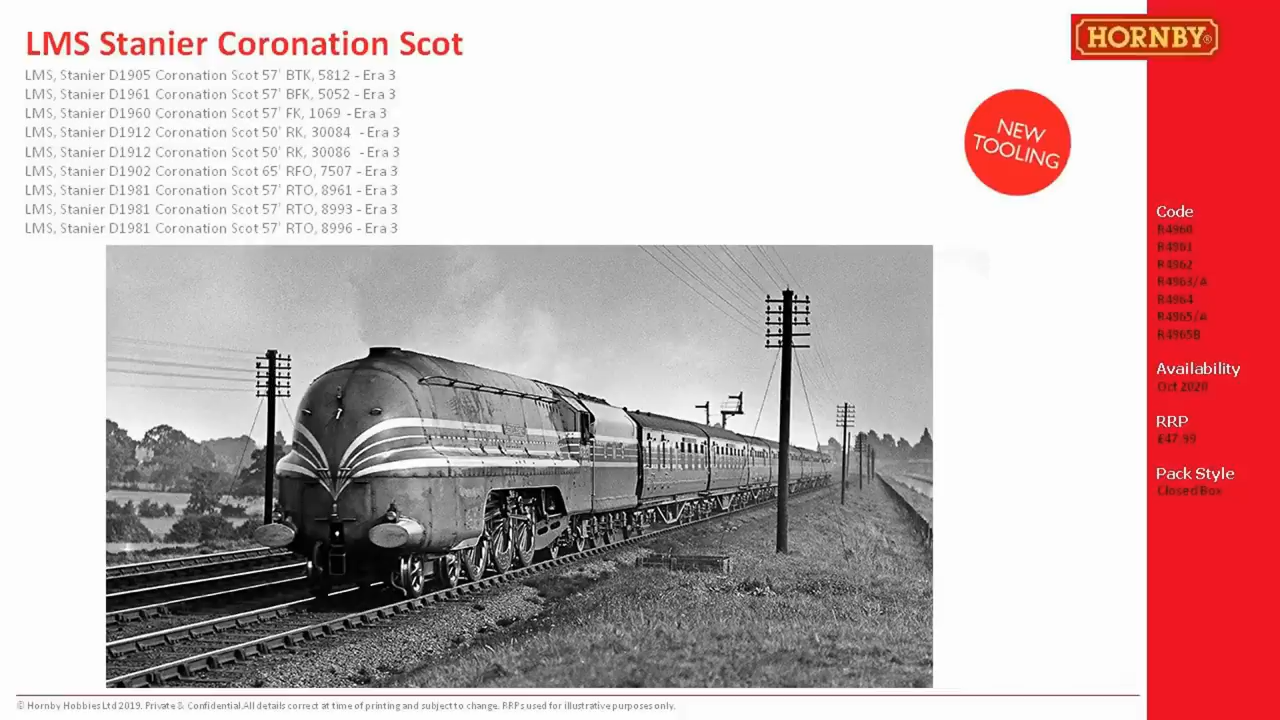 LMS Stanier Coronation Scot
LMS, Stanier D1905 Coronation Scot 57' BTK, 5812 - Era 3
LMS, Stanier D1961 Coronation Scot 57' BFK, 5052 - Era 3
LMS, Stanier D1960 Coronation Scot 57' FK, 1069 - Era 3
LMS, Stanier D1912 Coronation Scot 50' RK, 30084 - Era 3
LMS, Stanier D1912 Coronation Scot 50' RK, 30086 - Era 3
LMS, Stanier D1902 Coronation Scot 65' RFO, 7507 - Era 3
LMS, Stanier D1981 Coronation Scot 57' RTO, 8961 - Era 3
LMS, Stanier D1981 Coronation Scot 57' RTO, 8993 - Era 3
LMS, Stanier D1981 Coronation Scot 57' RTO, 8996 - Era 3
HORNBY®
NEW
TOOLING
Code
R4960
R4961
R4962
R4963/A
R4964
R4965/A
R4965B
Availability
Oct 2020
RRP
£47.99
Pack Style
Closed Box
© Hornby Hobbies Ltd 2019. Private & Confidential.All details correct at time of printing and subject to change. RRPs used for illustrative purposes only.